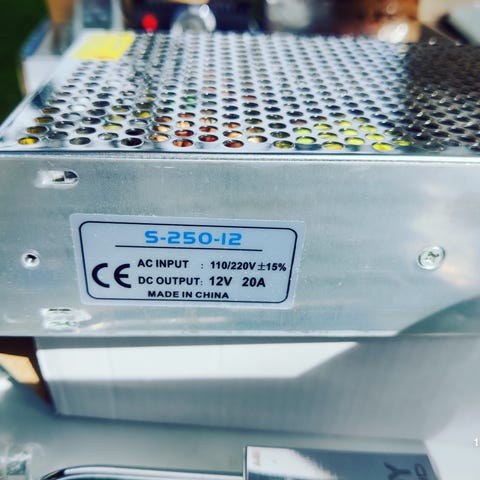 S-250-12
AC INPUT : 110/220V ±15%
CE
DC OUTPUT: 12V 20A
MADE IN CHINA